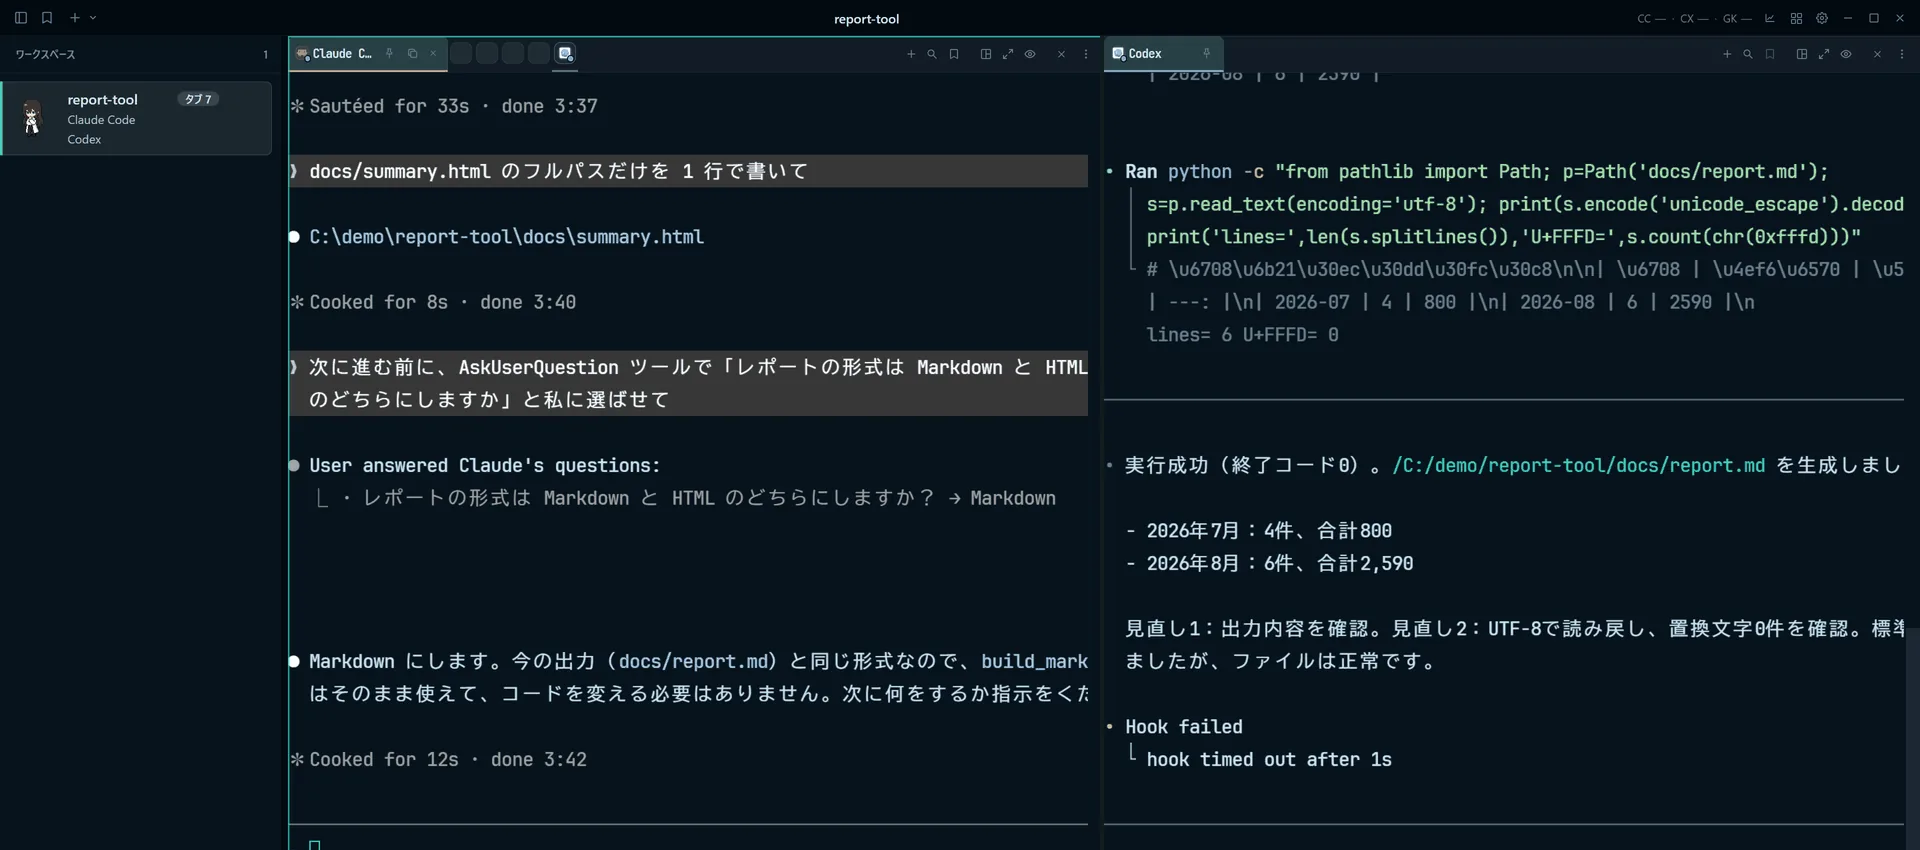 report-tool
CC — · CX — · GK —
ワークスペース 1
report-tool タブ 7
Claude Code
Codex
Claude C…
✻ Sautéed for 33s · done 3:37
❯ docs/summary.html のフルパスだけを 1 行で書いて
● C:\demo\report-tool\docs\summary.html
✻ Cooked for 8s · done 3:40
❯ 次に進む前に、AskUserQuestion ツールで「レポートの形式は Markdown と HTML
のどちらにしますか」と私に選ばせて
● User answered Claude's questions:
⎿ · レポートの形式は Markdown と HTML のどちらにしますか？ → Markdown
● Markdown にします。今の出力（docs/report.md）と同じ形式なので、build_mark
はそのまま使えて、コードを変える必要はありません。次に何をするか指示をくだ
✻ Cooked for 12s · done 3:42
Codex
| 2026-08 | 6 | 2590 |
• Ran python -c "from pathlib import Path; p=Path('docs/report.md');
s=p.read_text(encoding='utf-8'); print(s.encode('unicode_escape').decod
print('lines=',len(s.splitlines()),'U+FFFD=',s.count(chr(0xfffd)))"
# \u6708\u6b21\u30ec\u30dd\u30fc\u30c8\n\n| \u6708 | \u4ef6\u6570 | \u5
| ---: |\n| 2026-07 | 4 | 800 |\n| 2026-08 | 6 | 2590 |\n
lines= 6 U+FFFD= 0
• 実行成功（終了コード0）。/C:/demo/report-tool/docs/report.md を生成しまし
- 2026年7月：4件、合計800
- 2026年8月：6件、合計2,590
見直し1：出力内容を確認。見直し2：UTF-8で読み戻し、置換文字0件を確認。標準
ましたが、ファイルは正常です。
• Hook failed
└ hook timed out after 1s